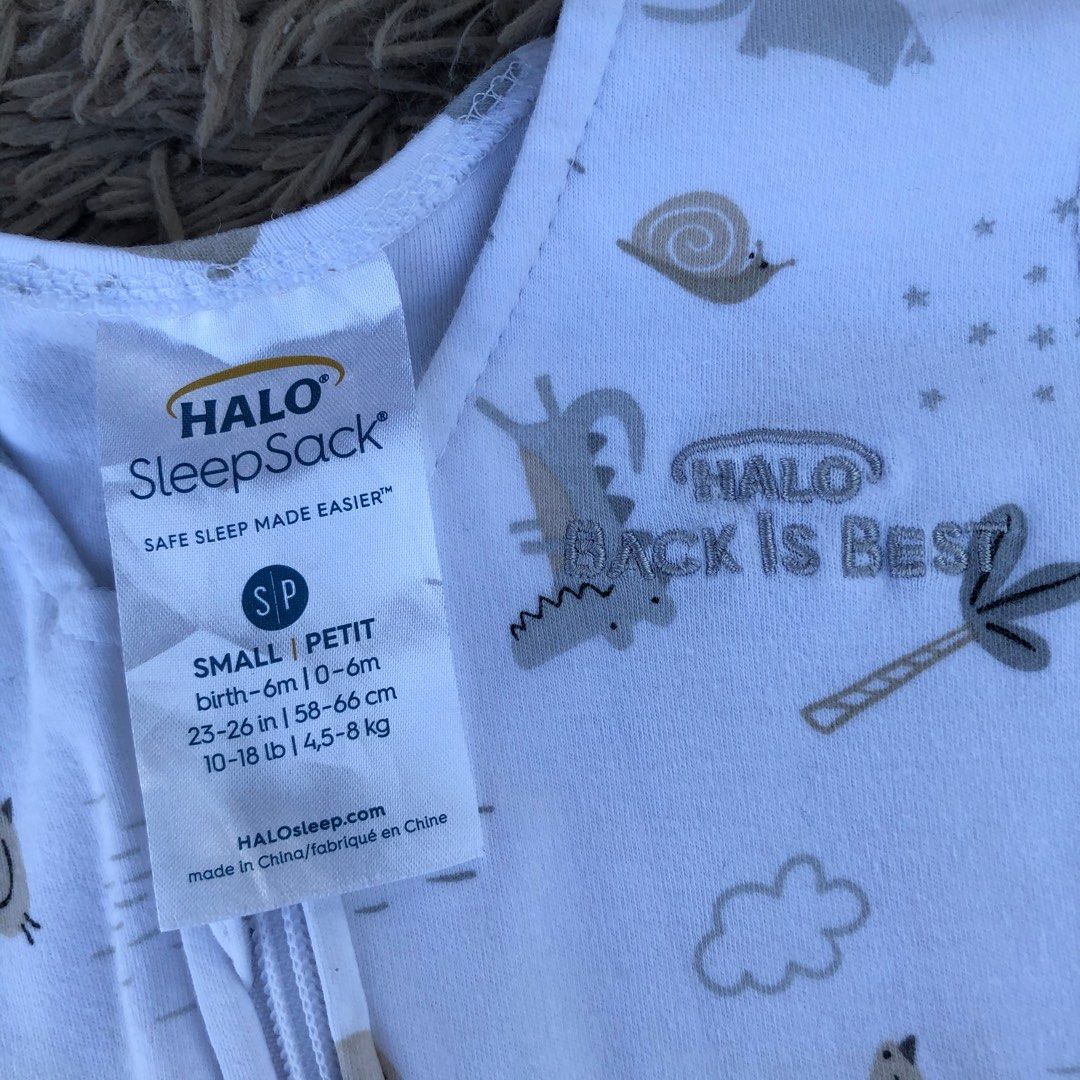 HALO®
SleepSack®
SAFE SLEEP MADE EASIER™
S|P
SMALL | PETIT
birth-6m | 0-6m
23-26 in | 58-66 cm
10-18 lb | 4,5-8 kg
HALOsleep.com
made in China/fabriqué en Chine
HALO®
BACK IS BEST